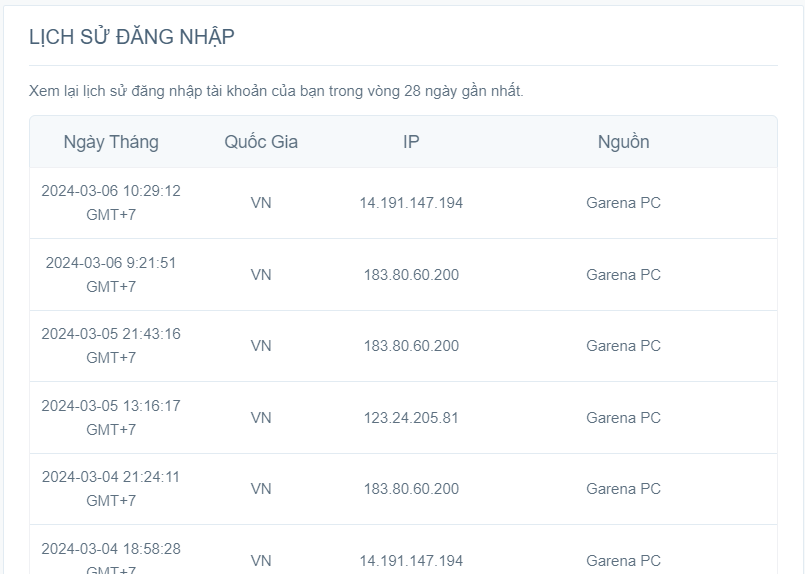 LỊCH SỬ ĐĂNG NHẬP
Xem lại lịch sử đăng nhập tài khoản của bạn trong vòng 28 ngày gần nhất.
Ngày Tháng Quốc Gia IP Nguồn
2024-03-06 10:29:12
GMT+7 VN 14.191.147.194 Garena PC
2024-03-06 9:21:51
GMT+7 VN 183.80.60.200 Garena PC
2024-03-05 21:43:16
GMT+7 VN 183.80.60.200 Garena PC
2024-03-05 13:16:17
GMT+7 VN 123.24.205.81 Garena PC
2024-03-04 21:24:11
GMT+7 VN 183.80.60.200 Garena PC
2024-03-04 18:58:28
GMT+7 VN 14.191.147.194 Garena PC